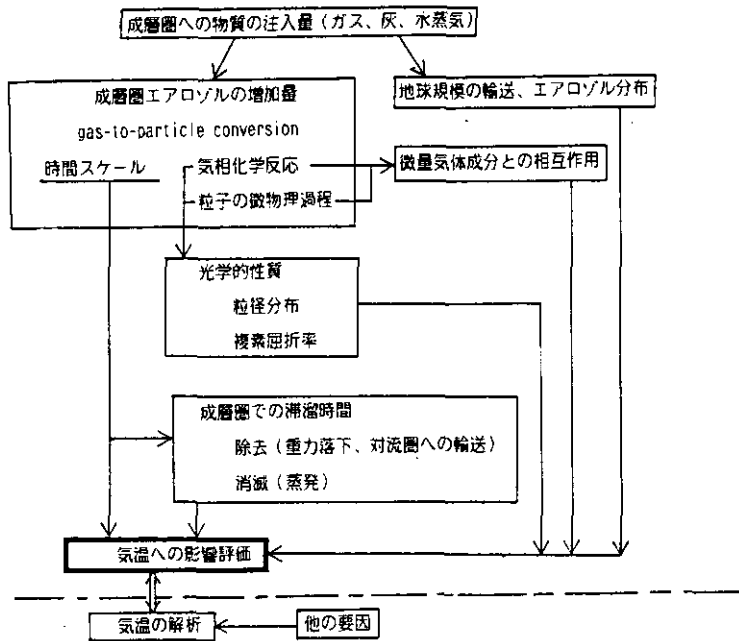 成層圏への物質の注入量（ガス、灰、水蒸気）
成層圏エアロゾルの増加量
gas-to-particle conversion
時間スケール
気相化学反応
粒子の微物理過程
地球規模の輸送、エアロゾル分布
微量気体成分との相互作用
光学的性質
粒径分布
複素屈折率
成層圏での滞溜時間
除去（重力落下、対流圏への輸送）
消滅（蒸発）
気温への影響評価
気温の解析
他の要因